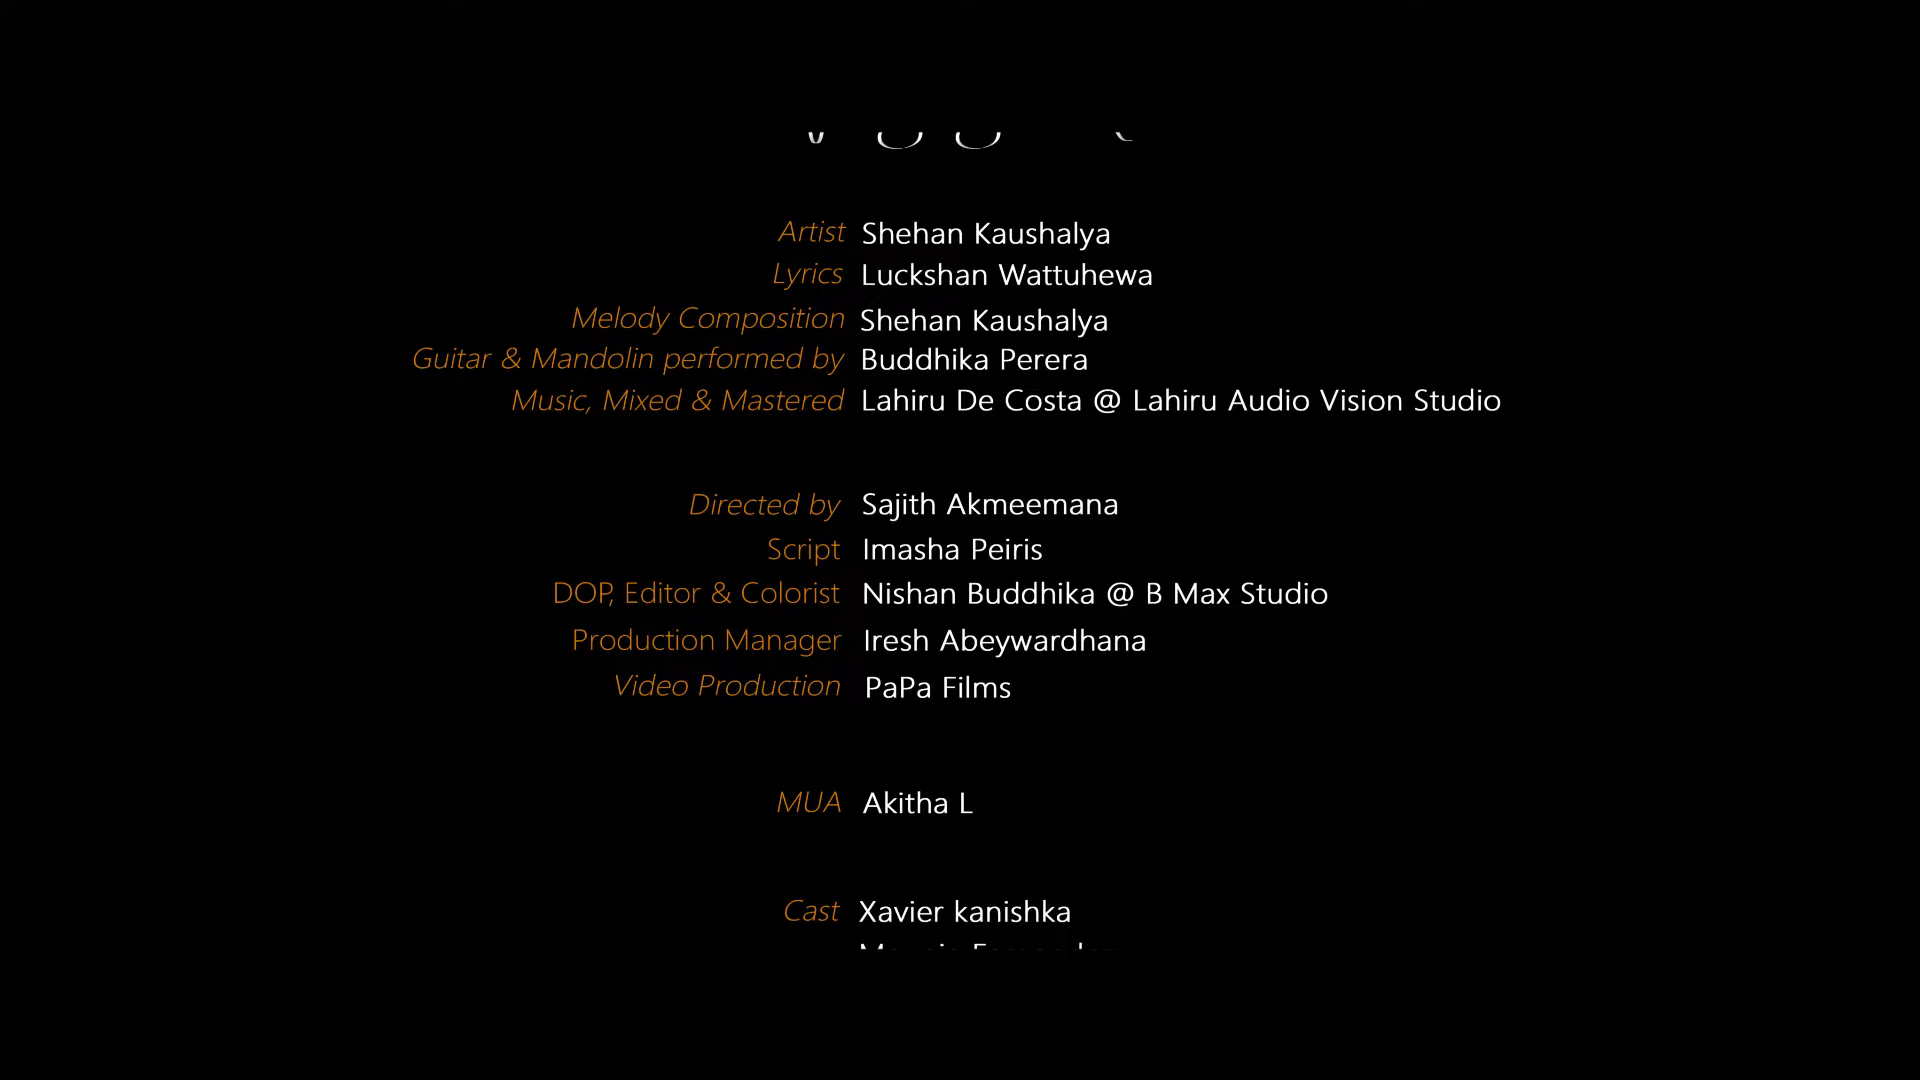 Artist Shehan Kaushalya
Lyrics Luckshan Wattuhewa
Melody Composition Shehan Kaushalya
Guitar & Mandolin performed by Buddhika Perera
Music, Mixed & Mastered Lahiru De Costa @ Lahiru Audio Vision Studio
Directed by Sajith Akmeemana
Script Imasha Peiris
DOP, Editor & Colorist Nishan Buddhika @ B Max Studio
Production Manager Iresh Abeywardhana
Video Production PaPa Films
MUA Akitha L
Cast Xavier kanishka